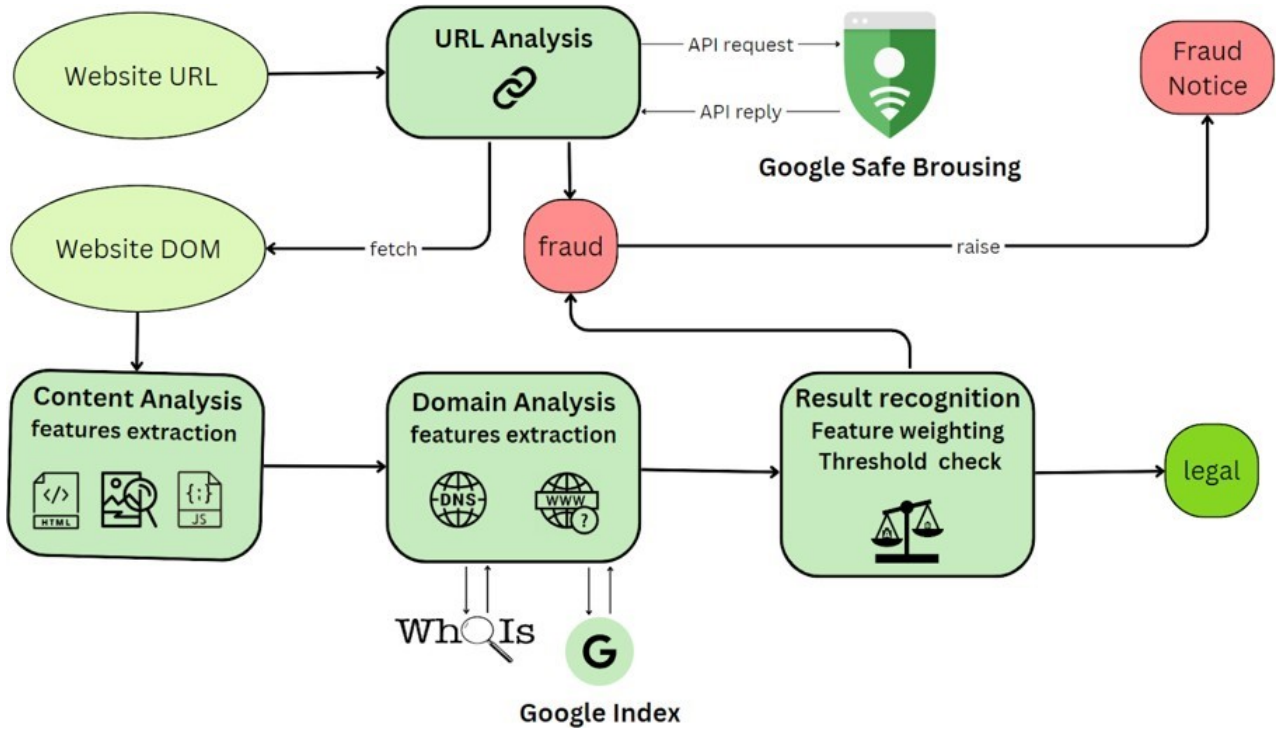 Website URL
URL Analysis
API request
API reply
Google Safe Brousing
Fraud
Notice
Website DOM
fetch
fraud
raise
Content Analysis
features extraction
</>
HTML
{;}
JS
Domain Analysis
features extraction
DNS
WWW
?
Result recognition
Feature weighting
Threshold check
legal
WhoIs
G
Google Index